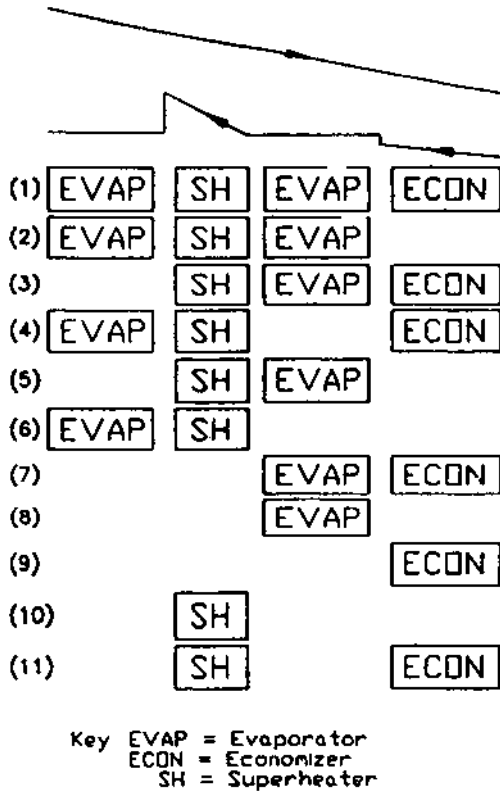 (1) EVAP SH EVAP ECON
(2) EVAP SH EVAP
(3) SH EVAP ECON
(4) EVAP SH ECON
(5) SH EVAP
(6) EVAP SH
(7) EVAP ECON
(8) EVAP
(9) ECON
(10) SH
(11) SH ECON
Key EVAP = Evaporator
ECON = Economizer
SH = Superheater